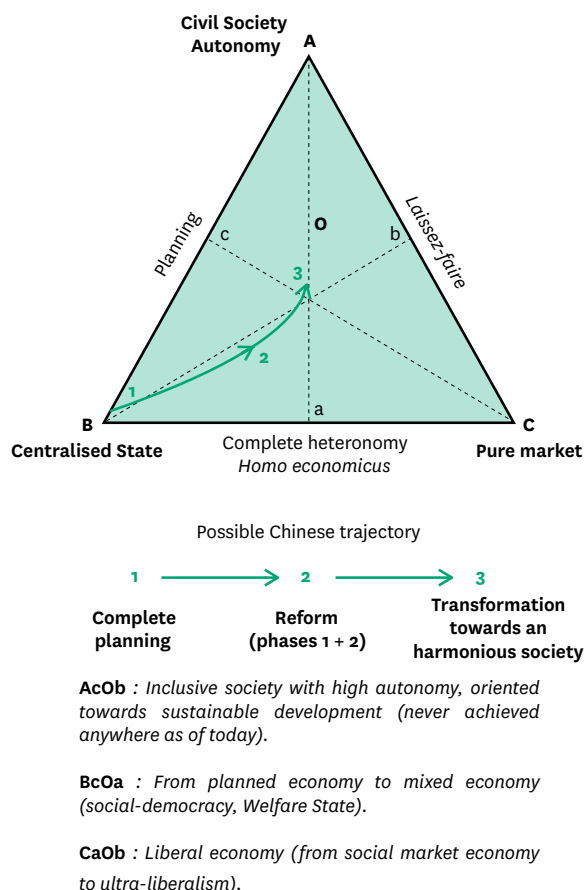 Civil Society
Autonomy
A
Planning
Laissez-faire
O
c
b
3
1
2
B
a
C
Centralised State
Complete heteronomy
Homo economicus
Pure market
Possible Chinese trajectory
1
2
3
Complete
planning
Reform
(phases 1 + 2)
Transformation
towards an
harmonious society
AcOb : Inclusive society with high autonomy, oriented
towards sustainable development (never achieved
anywhere as of today).
BcOa : From planned economy to mixed economy
(social-democracy, Welfare State).
CaOb : Liberal economy (from social market economy
to ultra-liberalism).